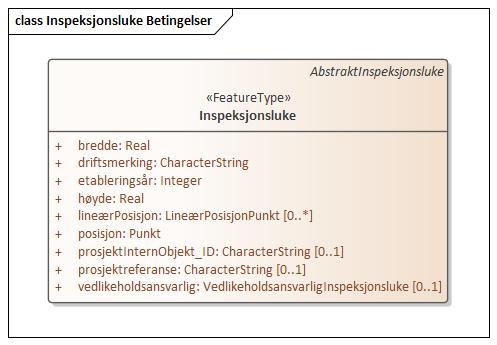 class Inspeksjonsluke Betingelser
AbstraktInspeksjonsluke
«FeatureType»
Inspeksjonsluke
+ bredde: Real
+ driftsmerking: CharacterString
+ etableringsår: Integer
+ høyde: Real
+ lineærPosisjon: LineærPosisjonPunkt [0..*]
+ posisjon: Punkt
+ prosjektInternObjekt_ID: CharacterString [0..1]
+ prosjektreferanse: CharacterString [0..1]
+ vedlikeholdsansvarlig: VedlikeholdsansvarligInspeksjonsluke [0..1]